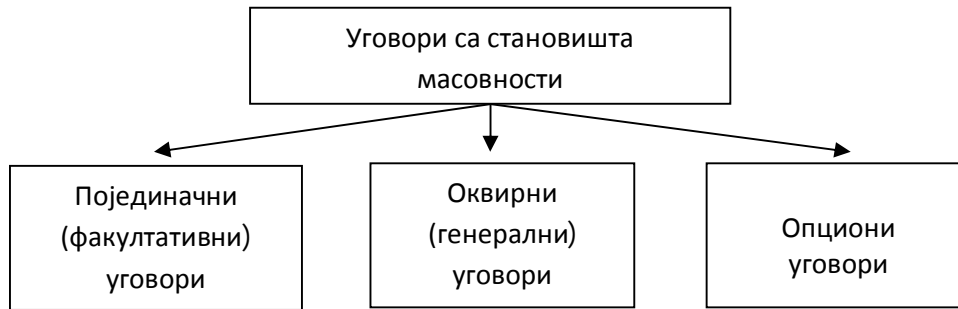 Уговори са становишта
масовности
Појединачни
(факултативни)
уговори
Оквирни
(генерални)
уговори
Опциони
уговори